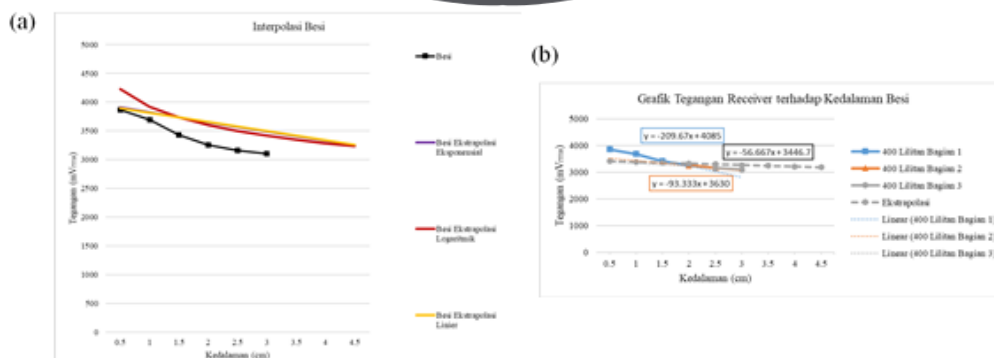 (a)
Interpolasi Besi
Tegangan (mV
5000
4500
4000
3500
3000
2500
2000
1500
1000
500
0
0.5 1 1.5 2 2.5 3 3.5 4 4.5
Kedalaman (cm)
Besi
Besi Ekstrapolasi
Eksponensial
Besi Ekstrapolasi
Logaritmik
Besi Ekstrapolasi
Linier
(b)
Grafik Tegangan Receiver terhadap Kedalaman Besi
Tegangan (mV
5000
4000
3000
2000
1000
0
y = -209.67x + 4085
y = -56.667x + 3446.7
y = -93.333x + 3630
0.5 1 1.5 2 2.5 3 3.5 4 4.5
Kedalaman (cm)
400 Lilitan Bagian 1
400 Lilitan Bagian 2
400 Lilitan Bagian 3
Ekstrapolasi
Linear (400 Lilitan Bagian 1)
Linear (400 Lilitan Bagian 2)
Linear (400 Lilitan Bagian 3)